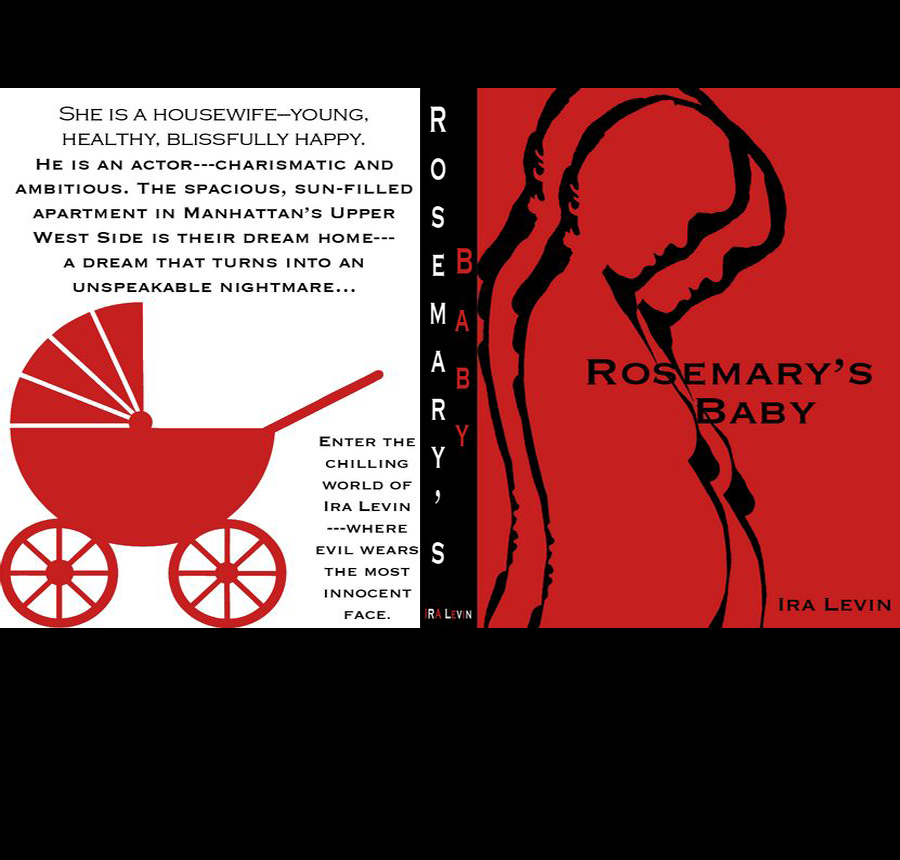 She is a housewife—young,
healthy, blissfully happy.
He is an actor---charismatic and
ambitious. The spacious, sun-filled
apartment in Manhattan's Upper
West Side is their dream home---
a dream that turns into an
unspeakable nightmare...
Enter the
chilling
world of
Ira Levin
---where
evil wears
the most
innocent
face.
ROSEMARY'S
BABY
Ira Levin
Rosemary's
Baby
Ira Levin